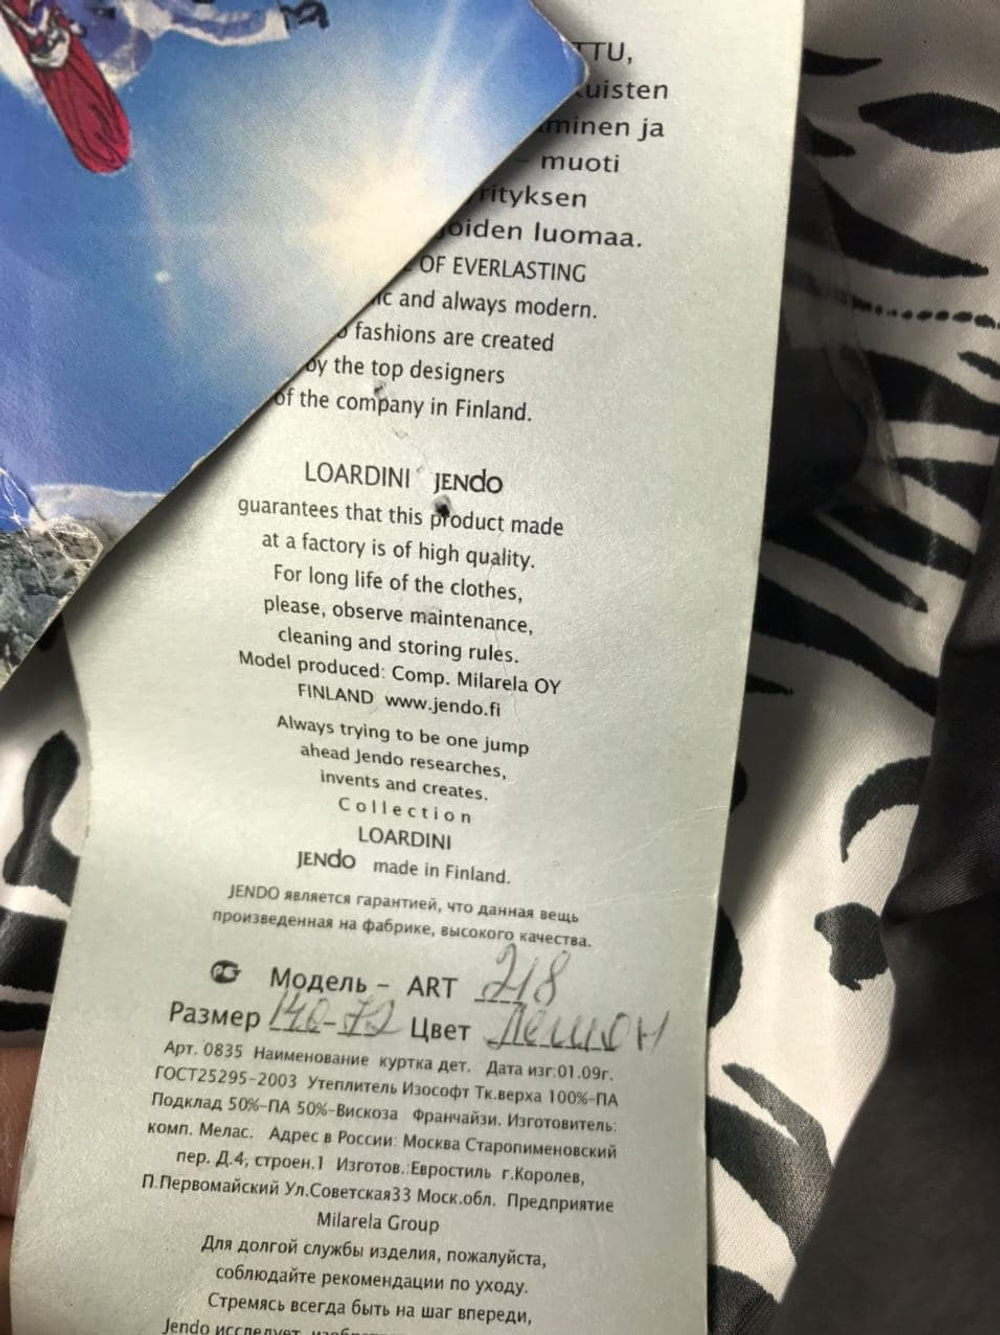 TTU,
minen ja
muoti
oiden luomaa.
OF EVERLASTING
and always modern.
fashions are created
by the top designers
of the company in Finland.
LOARDINI JENDO
guarantees that this product made
at a factory is of high quality.
For long life of the clothes,
please, observe maintenance,
cleaning and storing rules.
Model produced: Comp. Milarela OY
FINLAND www.jendo.fi
Always trying to be one jump
ahead Jendo researches,
invents and creates.
Collection
LOARDINI
JENDO made in Finland.
JENDO является гарантией, что данная вещь
произведенная на фабрике, высокого качества.
РСТ Модель – ART 218
Размер 140-72 Цвет
Арт. 0835 Наименование куртка дет. Дата изг:01.09г.
ГОСТ25295-2003 Утеплитель Изософт Тк.верха 100%-ПА
Подклад 50%-ПА 50%-Вискоза Франчайзи. Изготовитель:
комп. Мелас. Адрес в России: Москва Старопименовский
пер. Д.4, строен.1 Изготов.:Евростиль г.Королев,
П.Первомайский Ул.Советская33 Моск.обл. Предприятие
Milarela Group
Для долгой службы изделия, пожалуйста,
соблюдайте рекомендации по уходу.
Стремясь всегда быть на шаг впереди,
Jendo исследует,